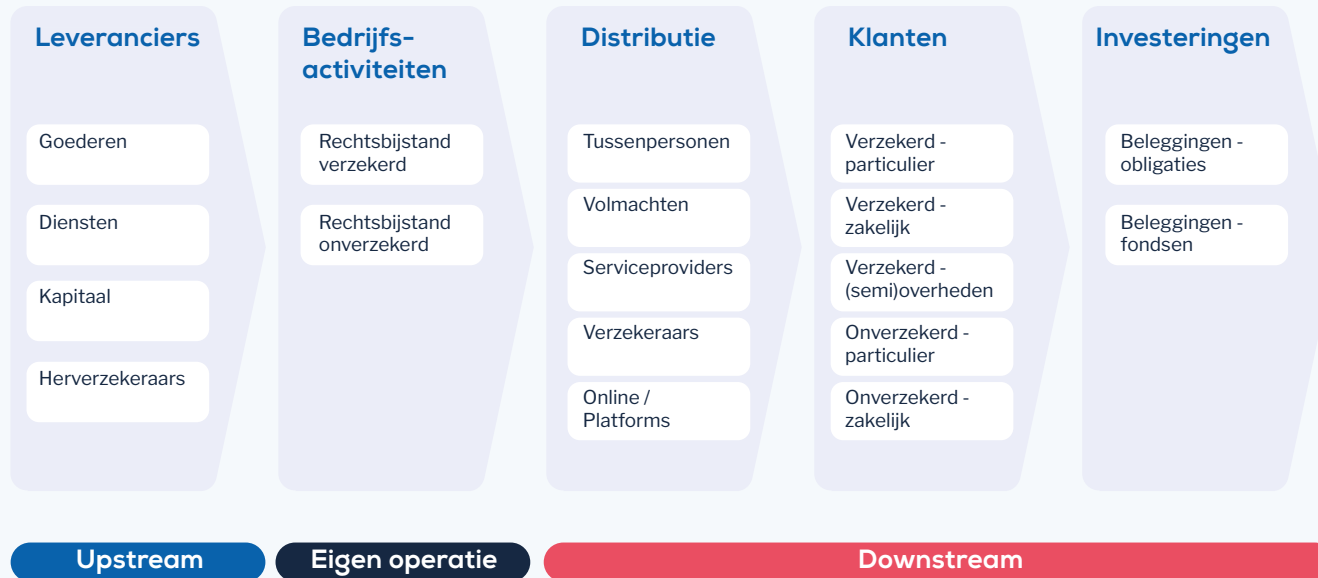 Leveranciers
Goederen
Diensten
Kapitaal
Herverzekeraars
Bedrijfs-
activiteiten
Rechtsbijstand
verzekerd
Rechtsbijstand
onverzekerd
Distributie
Tussenpersonen
Volmachten
Serviceproviders
Verzekeraars
Online /
Platforms
Klanten
Verzekerd -
particulier
Verzekerd -
zakelijk
Verzekerd -
(semi)overheden
Onverzekerd -
particulier
Onverzekerd -
zakelijk
Investeringen
Beleggingen -
obligaties
Beleggingen -
fondsen
Upstream
Eigen operatie
Downstream